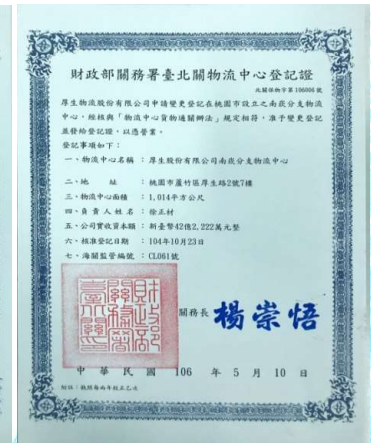 財政部關務署臺北關物流中心登記證
北關保物字第106006號
厚生物流股份有限公司申請變更登記在桃園市設立之南崁分支物流
中心,經核與「物流中心貨物通關辦法」規定相符,准予變更登記
並發給登記證,以憑營業。
登記事項如下:
一、物流中心名稱:厚生股份有限公司南崁分支物流中心
二、地 址:桃園市蘆竹區厚生路2號7樓
三、物流中心面積:1,014平方公尺
四、負責人姓名:徐正材
五、公司實收資本額:新臺幣42億2,222萬元整
六、核准登記日期:104年10月23日
七、海關監管編號:CL061號
關務長 楊崇悟
中華民國 106 年 5 月 10 日